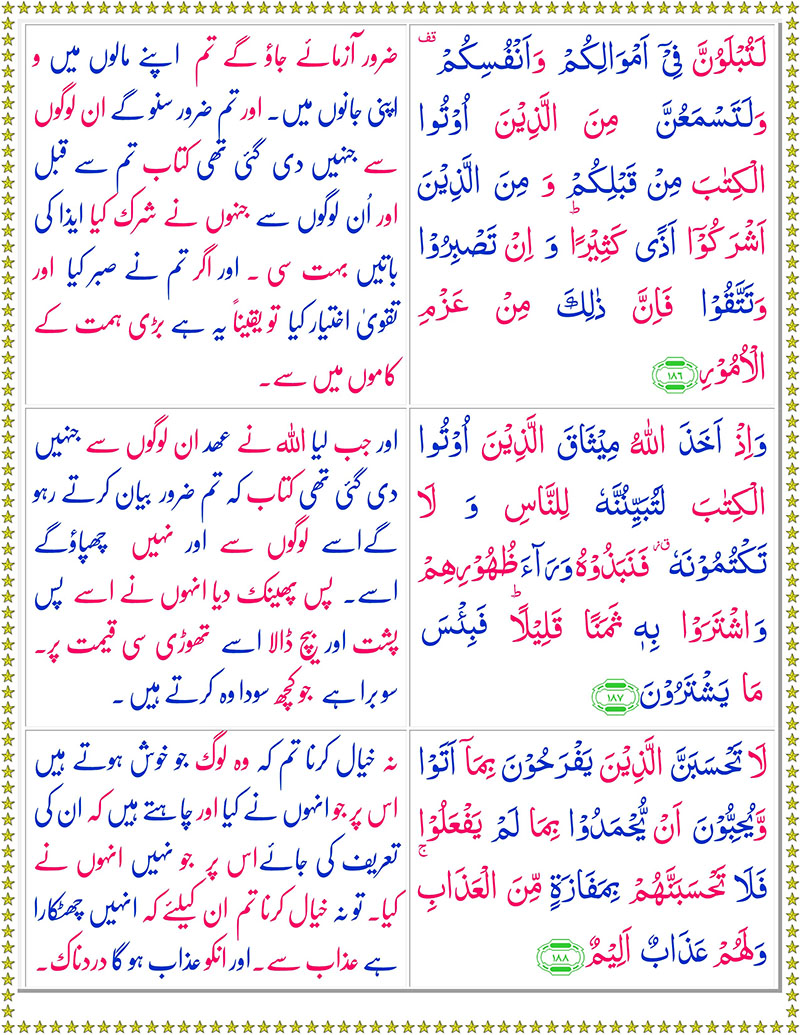 لَتُبْلَوُنَّ فِيْٓ اَمْوَالِكُمْ وَاَنْفُسِكُمْ ۣقف
وَلَتَسْمَعُنَّ مِنَ الَّذِيْنَ اُوْتُوا
الْكِتٰبَ مِنْ قَبْلِكُمْ وَ مِنَ الَّذِيْنَ
اَشْرَكُوْٓا اَذًى كَثِيْرًاؕ وَ اِنْ تَصْبِرُوْا
وَتَتَّقُوْا فَاِنَّ ذٰلِكَ مِنْ عَزْمِ
الْاُمُوْرِ ۱۸۶
ضرور آزمائے جاؤ گے تم اپنے مالوں میں و
اپنی جانوں میں۔ اور تم ضرور سنو گے ان لوگوں
سے جنہیں دی گئی تھی کتاب تم سے قبل
اور اُن لوگوں سے جنہوں نے شرک کیا ایذا کی
باتیں بہت سی ۔ اور اگر تم نے صبر کیا اور
تقویٰ اختیار کیا تو یقیناً یہ ہے بڑی ہمت کے
کاموں میں سے۔
وَاِذْ اَخَذَ اللّٰهُ مِيْثَاقَ الَّذِيْنَ اُوْتُوا
الْكِتٰبَ لَتُبَيِّنُنَّهٗ لِلنَّاسِ وَ لَا
تَكْتُمُوْنَهٗ ز ق فَنَبَذُوْهُ وَرَآءَ ظُهُوْرِهِمْ
وَاشْتَرَوْا بِهٖ ثَمَنًا قَلِيْلًاؕ فَبِئْسَ
مَا يَشْتَرُوْنَ ۱۸۷
اور جب لیا اللہ نے عھد ان لوگوں سے جنہیں
دی گئی تھی کتاب کہ تم ضرور بیان کرتے رہو
گے اسے لوگوں سے اور نہیں چھپاؤ گے
اسے۔ پس پھینک دیا انہوں نے اسے پس
پشت اور بیچ ڈالا اسے تھوڑی سی قیمت پر۔
سو برا ہے جو کچھ سودا وہ کرتے ہیں ۔
لَا تَحْسَبَنَّ الَّذِيْنَ يَفْرَحُوْنَ بِمَآ اَتَوْا
وَّيُحِبُّوْنَ اَنْ يُّحْمَدُوْا بِمَا لَمْ يَفْعَلُوْا
فَلَا تَحْسَبَنَّهُمْ بِمَفَازَةٍ مِّنَ الْعَذَابِۚ
وَلَهُمْ عَذَابٌ اَلِيْمٌ ۱۸۸
نہ خیال کرنا تم کہ وہ لوگ جو خوش ہوتے ہیں
اس پر جو انہوں نے کیا اور چاہتے ہیں کہ ان کی
تعریف کی جائے اس پر جو نہیں انہوں نے
کیا۔ تو نہ خیال کرنا تم ان کیلئے کہ انہیں چھٹکارا
ہے عذاب سے ۔ اور انکو عذاب ہو گا دردناک۔